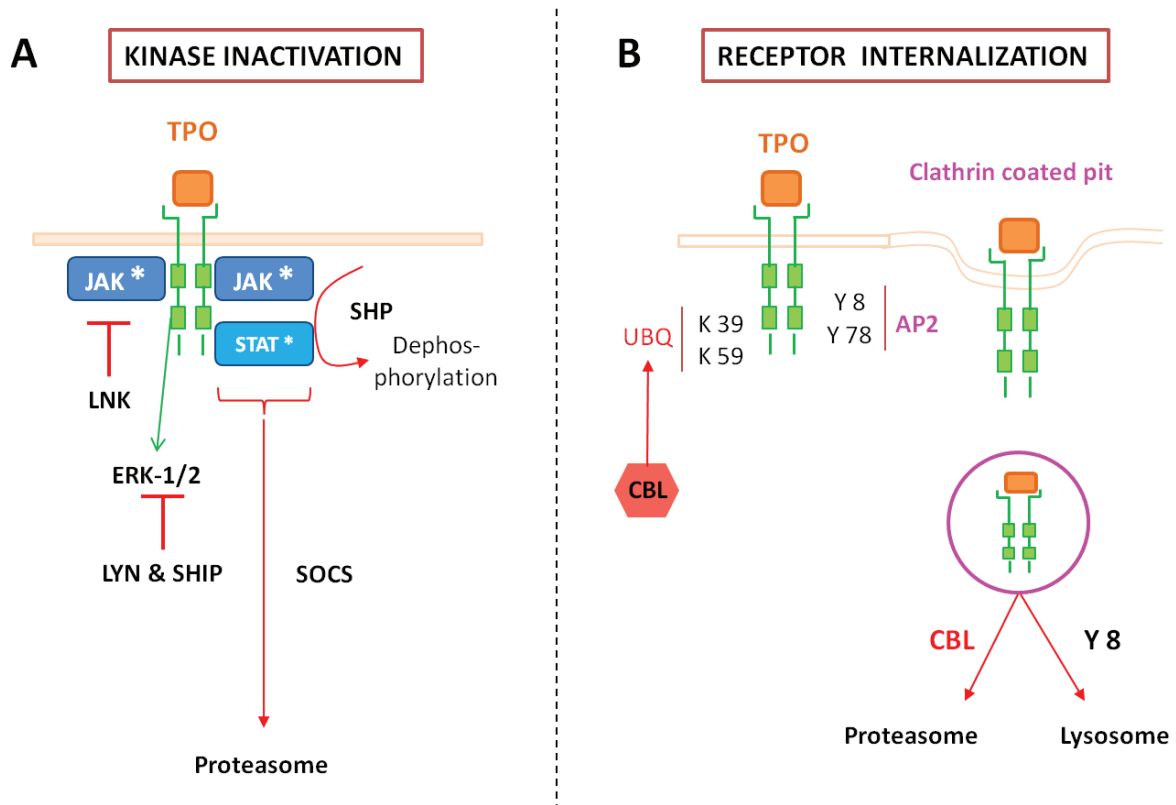 A
KINASE INACTIVATION
TPO
JAK *
JAK *
SHP
STAT *
Dephos-
phorylation
LNK
ERK-1/2
LYN & SHIP
SOCS
Proteasome
B
RECEPTOR INTERNALIZATION
TPO
Clathrin coated pit
UBQ
K 39
K 59
Y 8
Y 78
AP2
CBL
CBL
Y 8
Proteasome
Lysosome